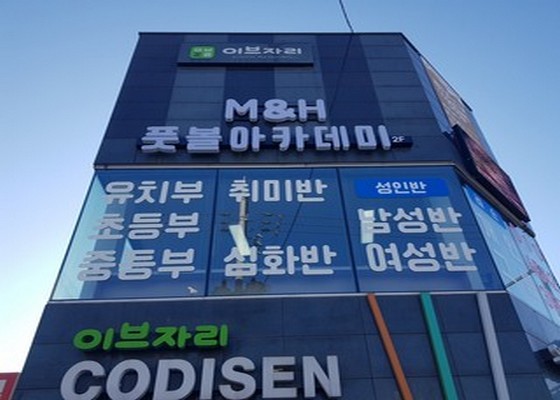 이브자리
M&H
풋볼아카데미 2F
유치부 취미반 성인반
초등부 남성반
중등부 심화반 여성반
이브자리
CODISEN